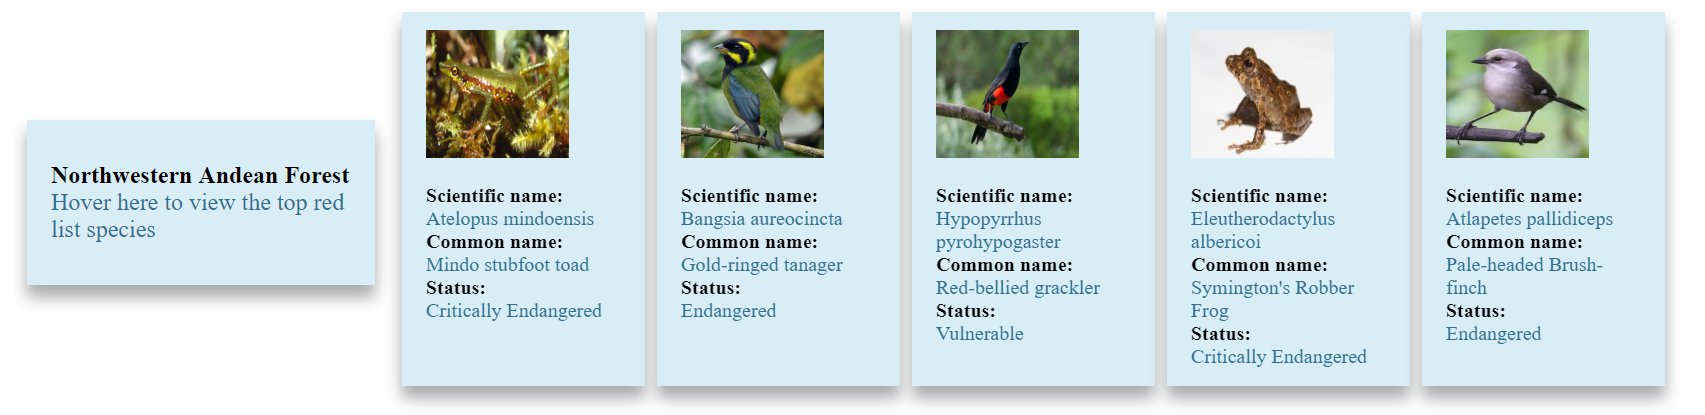 Northwestern Andean Forest
Hover here to view the top red
list species
Scientific name:
Atelopus mindoensis
Common name:
Mindo stubfoot toad
Status:
Critically Endangered
Scientific name:
Bangsia aureocincta
Common name:
Gold-ringed tanager
Status:
Endangered
Scientific name:
Hypopyrrhus
pyrohypogaster
Common name:
Red-bellied grackler
Status:
Vulnerable
Scientific name:
Eleutherodactylus
albericoi
Common name:
Symington's Robber
Frog
Status:
Critically Endangered
Scientific name:
Atlapetes pallidiceps
Common name:
Pale-headed Brush-
finch
Status:
Endangered